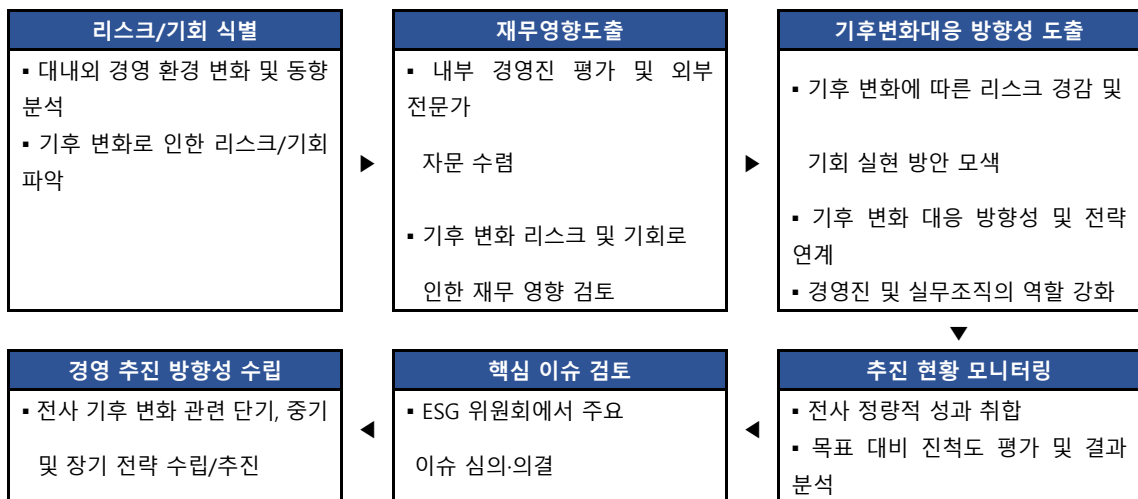 리스크/기회 식별
▪ 대내외 경영 환경 변화 및 동향
분석
▪ 기후 변화로 인한 리스크/기회
파악
▶
재무영향도출
▪ 내부 경영진 평가 및 외부
전문가
자문 수렴
▪ 기후 변화 리스크 및 기회로
인한 재무 영향 검토
▶
기후변화대응 방향성 도출
▪ 기후 변화에 따른 리스크 경감 및
기회 실현 방안 모색
▪ 기후 변화 대응 방향성 및 전략
연계
▪ 경영진 및 실무조직의 역할 강화
▼
추진 현황 모니터링
▪ 전사 정량적 성과 취합
▪ 목표 대비 진척도 평가 및 결과
분석
◀
핵심 이슈 검토
▪ ESG 위원회에서 주요
이슈 심의·의결
◀
경영 추진 방향성 수립
▪ 전사 기후 변화 관련 단기, 중기
및 장기 전략 수립/추진